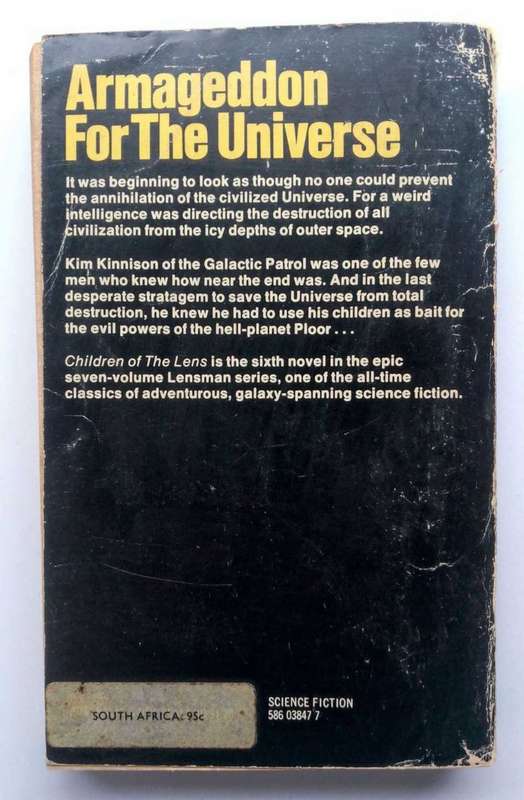 Armageddon
For The Universe
It was beginning to look as though no one could prevent
the annihilation of the civilized Universe. For a weird
intelligence was directing the destruction of all
civilization from the icy depths of outer space.
Kim Kinnison of the Galactic Patrol was one of the few
men who knew how near the end was. And in the last
desperate stratagem to save the Universe from total
destruction, he knew he had to use his children as bait for
the evil powers of the hell-planet Ploor . . .
Children of The Lens is the sixth novel in the epic
seven-volume Lensman series, one of the all-time
classics of adventurous, galaxy-spanning science fiction.
SOUTH AFRICA: 95c
SCIENCE FICTION
586 03847 7